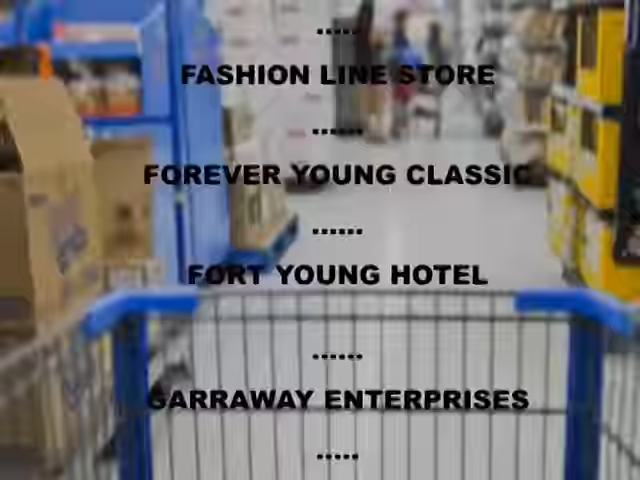 .....
FASHION LINE STORE
......
FOREVER YOUNG CLASSIC
......
FORT YOUNG HOTEL
......
GARRAWAY ENTERPRISES
.....